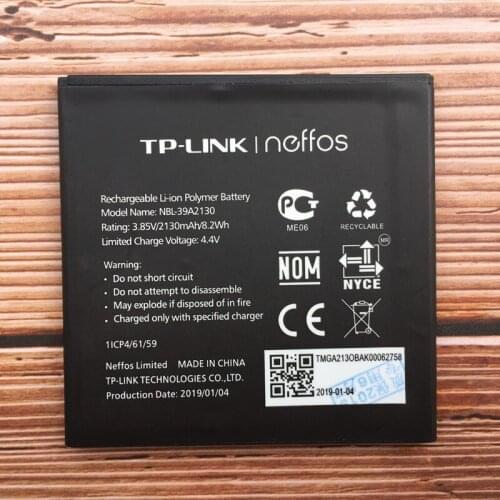 TP-LINK | neffos
Rechargeable Li-ion Polymer Battery
Model Name: NBL-39A2130
Rating: 3.85V/2130mAh/8.2Wh
Limited Charge Voltage: 4.4V
ME06
RECYCLABLE
Warning:
Do not short circuit
Do not attempt to disassemble
May explode if disposed of in fire
Charged only with specified charger
NOM
NYCE
MR
1ICP4/61/59
Neffos Limited MADE IN CHINA
TP-LINK TECHNOLOGIES CO.,LTD.
Production Date: 2019/01/04
TMGA213OBAK00062758
2019-01-04